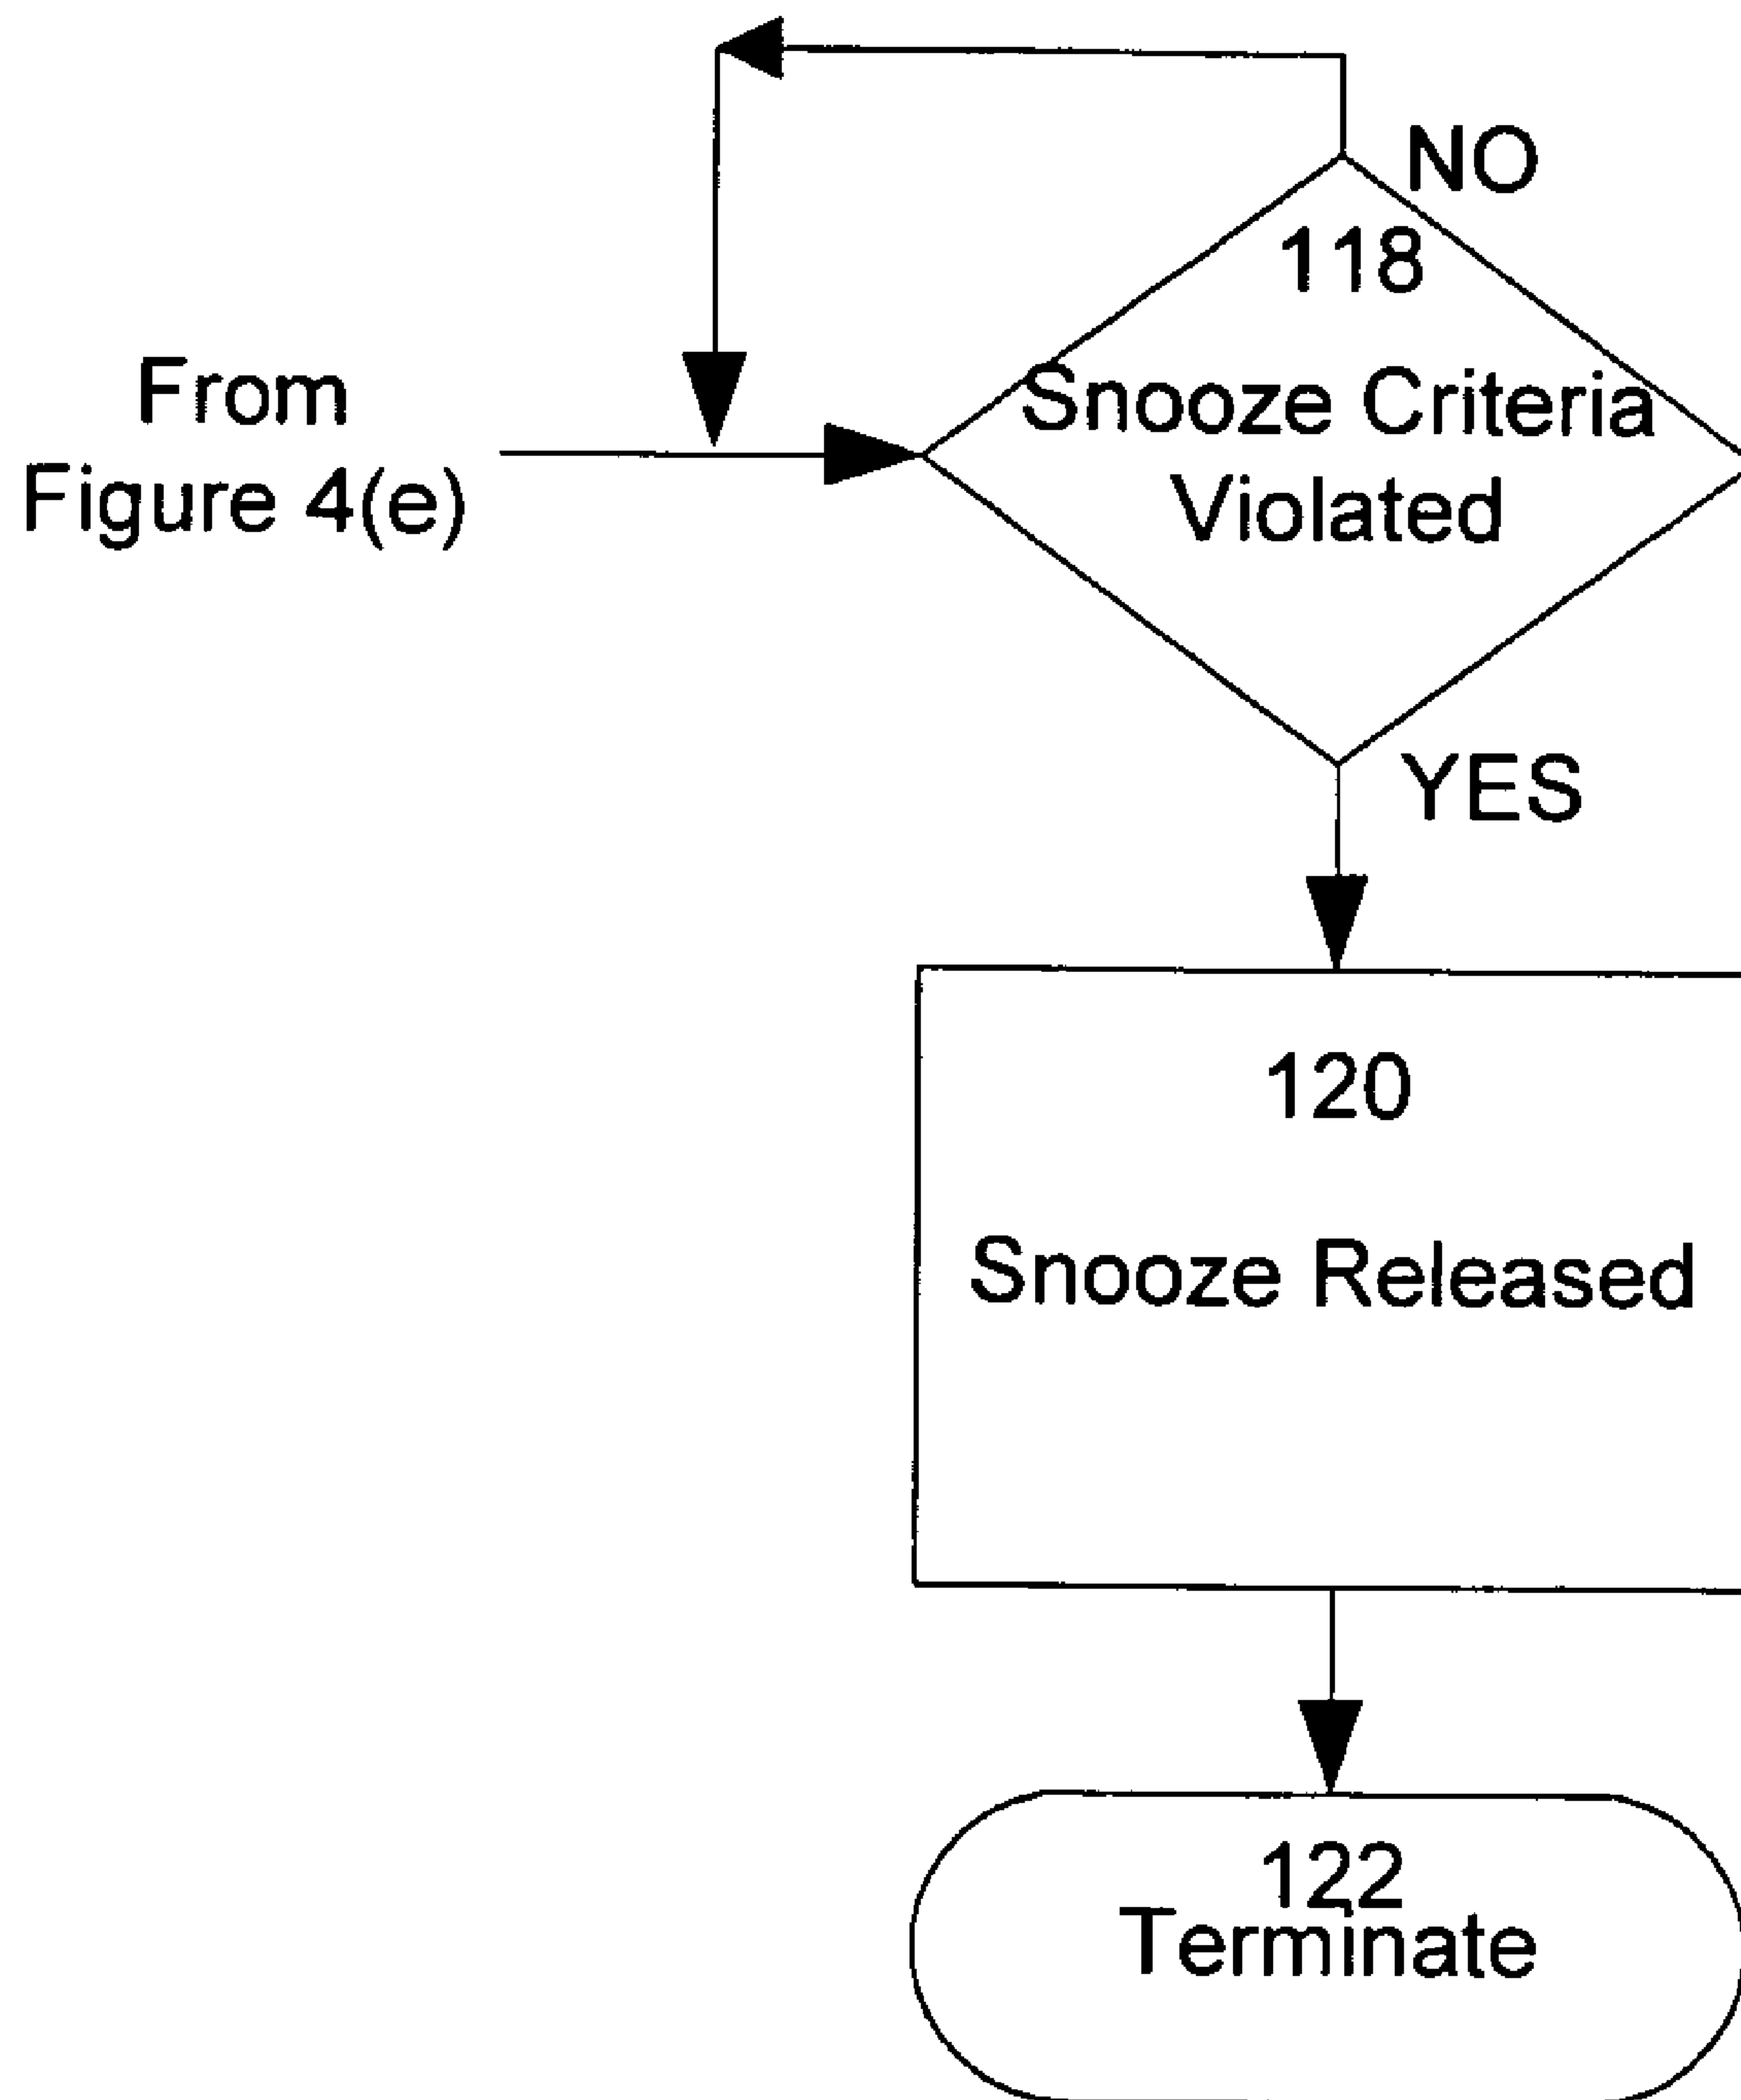 NO
118
From
Figure 4(e)
Snooze Criteria
Violated
YES
120
Snooze Released
122
Terminate